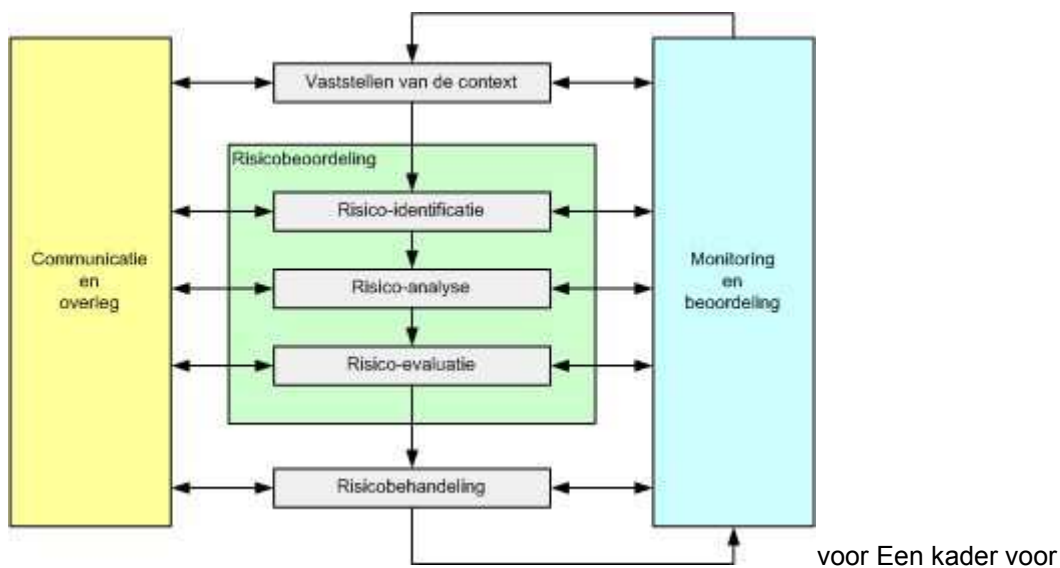 Vaststellen van de context
Risicobeoordeling
Risico-identificatie
Communicatie
en
overleg
Monitoring
en
beoordeling
Risico-analyse
Risico-evaluatie
Risicobehandeling
voor Een kader voor